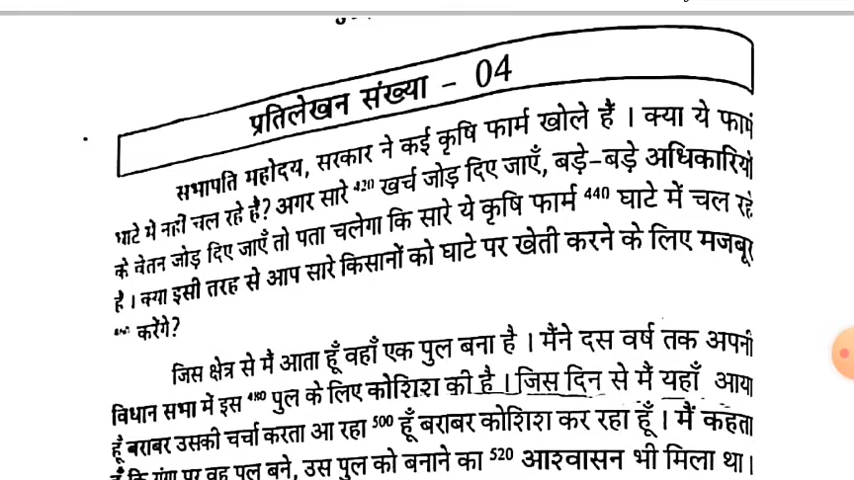 प्रतिलेखन संख्या - 04
सभापति महोदय, सरकार ने कई कृषि फार्म खोले हैं । क्या ये फार्म
घाटे में नहीं चल रहे हैं? अगर सारे 420 खर्च जोड़ दिए जाएँ, बड़े-बड़े अधिकारियों
के वेतन जोड़ दिए जाएँ तो पता चलेगा कि सारे ये कृषि फार्म 440 घाटे में चल रहे
है । क्या इसी तरह से आप सारे किसानों को घाटे पर खेती करने के लिए मजबूर
करेंगे?
जिस क्षेत्र से मैं आता हूँ वहाँ एक पुल बना है । मैंने दस वर्ष तक अपनी
विधान सभा में इस 480 पुल के लिए कोशिश की है । जिस दिन से मैं यहाँ आया
हूँ बराबर उसकी चर्चा करता आ रहा 500 हूँ बराबर कोशिश कर रहा हूँ । मैं कहता
हूँ कि गंगा पर वह पुल बने, उस पुल को बनाने का 520 आश्वासन भी मिला था ।